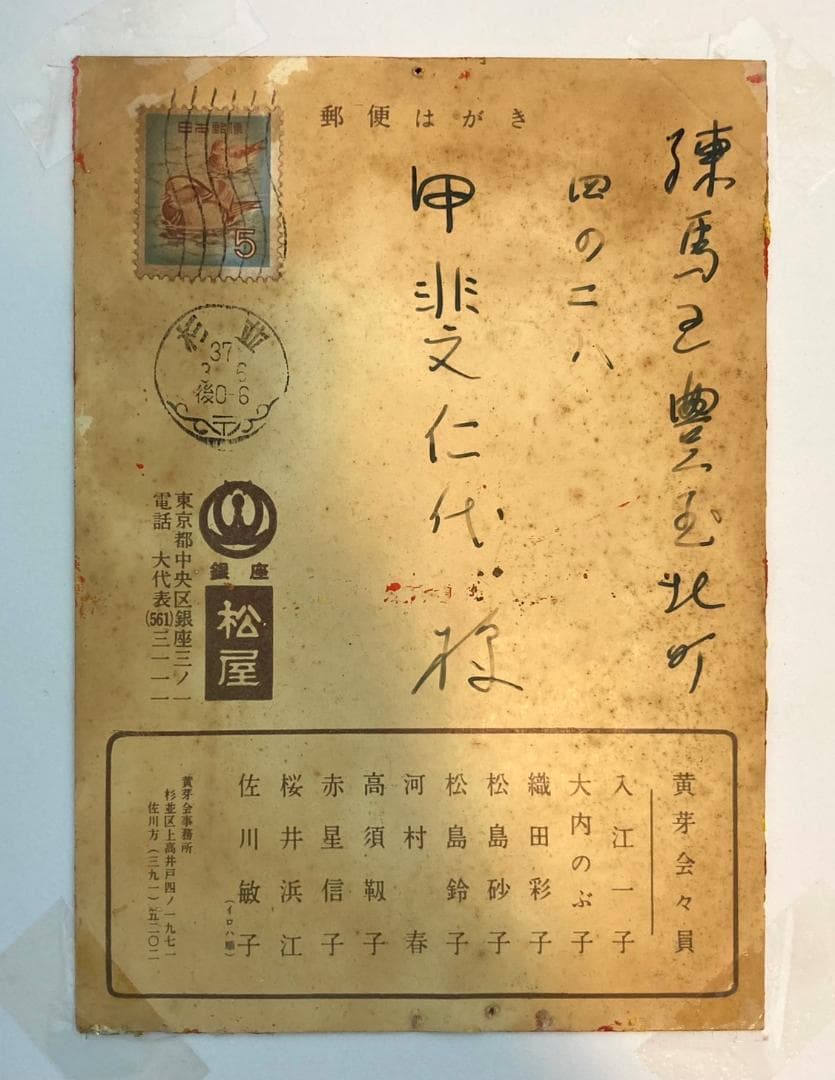 郵便はがき
日本郵便
5
杉並
37
後0-6
練馬区豊玉北町
四の二八
甲斐文仁代様
銀座
松屋
東京都中央区銀座三ノ一
電話 大代表(561)三一一一
黄芽会々員
入江一子
大内のぶ子
織田彩子
松島砂子
松島鈴子
河村春
高須靱子
赤星信子
桜井浜江
佐川敏子
(イロハ順)
黄芽会事務所
杉並区上高井戸四ノ一九七一
佐川方(三九一)五二〇二